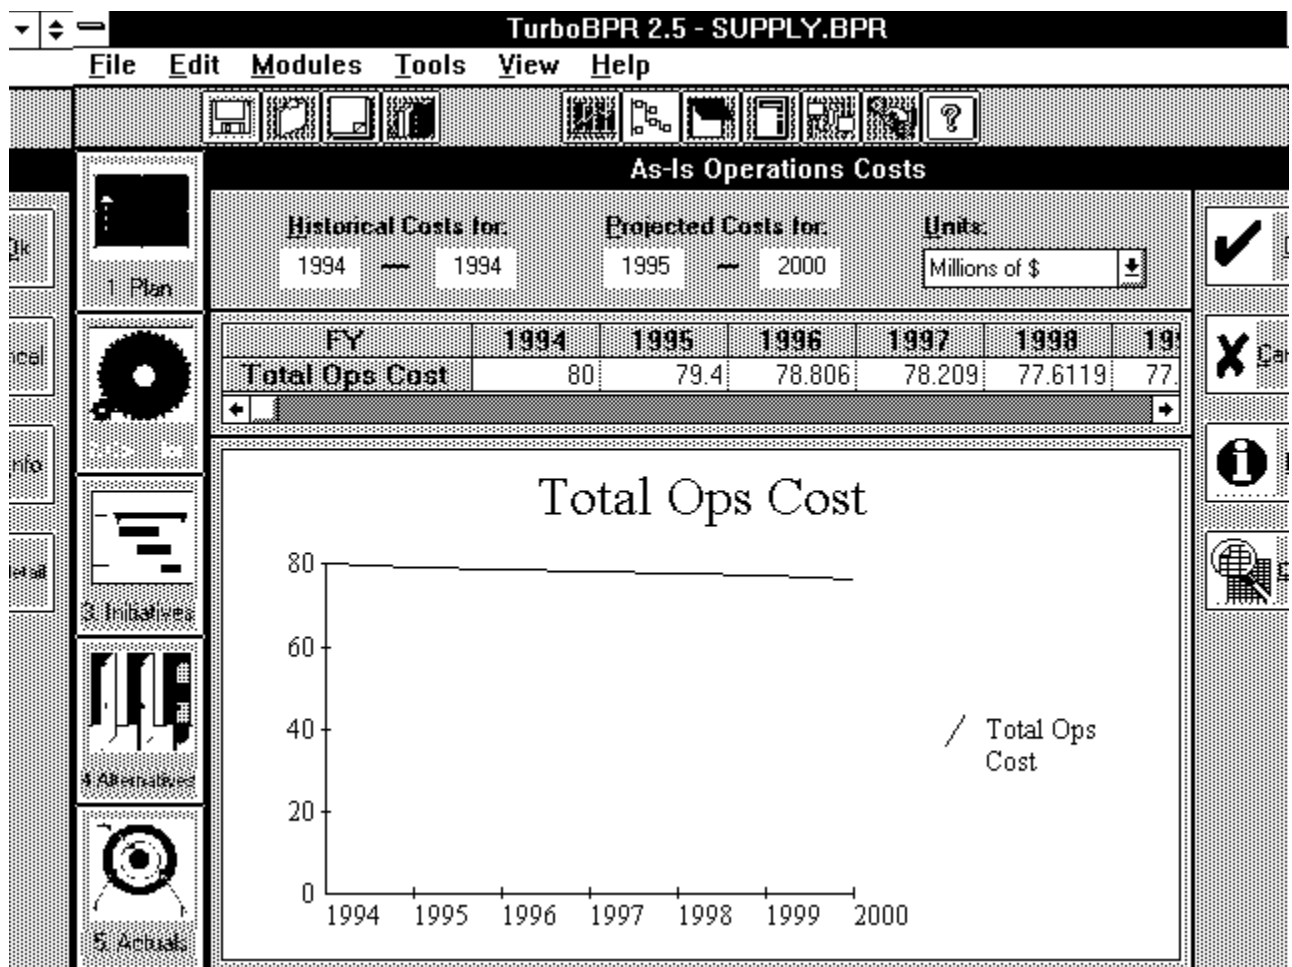 TurboBPR 2.5 - SUPPLY.BPR
File Edit Modules Tools View Help
?
As-Is Operations Costs
Historical Costs for: Projected Costs for: Units:
1994 — 1994 1995 — 2000 Millions of $
1. Plan
FY 1994 1995 1996 1997 1998 19
Total Ops Cost 80 79.4 78.806 78.209 77.6119 77.
Total Ops Cost
3. Initiatives
4 Alternatives
5. Actuals
80
60
40
20
0
1994 1995 1996 1997 1998 1999 2000
Total Ops
Cost